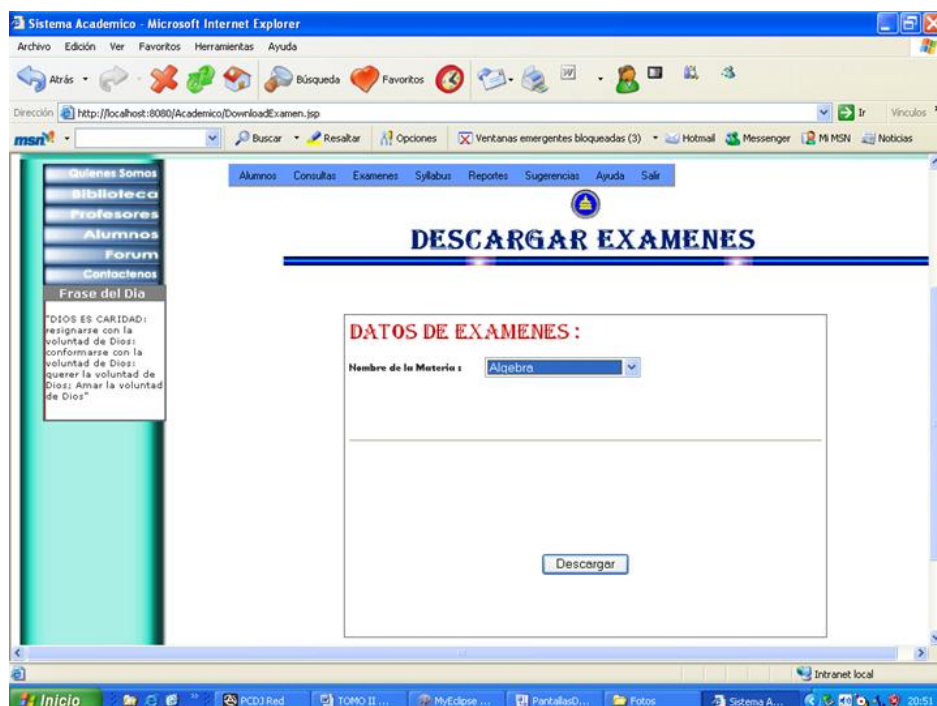 Sistema Academico - Microsoft Internet Explorer
Archivo Edición Ver Favoritos Herramientas Ayuda
Atrás Búsqueda Favoritos
Dirección http://localhost:8080/Academico/DownloadExamen.jsp Ir Vínculos
msn Buscar Resaltar Opciones Ventanas emergentes bloqueadas (3) Hotmail Messenger Mi MSN Noticias
Quienes Somos
Biblioteca
Profesores
Alumnos
Forum
Contactenos
Frase del Dia
"DIOS ES CARIDAD:
resignarse con la
voluntad de Dios:
conformarse con la
voluntad de Dios:
querer la voluntad de
Dios; Amar la voluntad
de Dios"
Alumnos Consultas Examenes Syllabus Reportes Sugerencias Ayuda Salir
DESCARGAR EXAMENES
DATOS DE EXAMENES :
Nombre de la Materia : Algebra
Descargar
Intranet local
Inicio PCDJ Red TOMO II ... MyEclipse ... PantallasD... Fotos Sistema A... 20:51